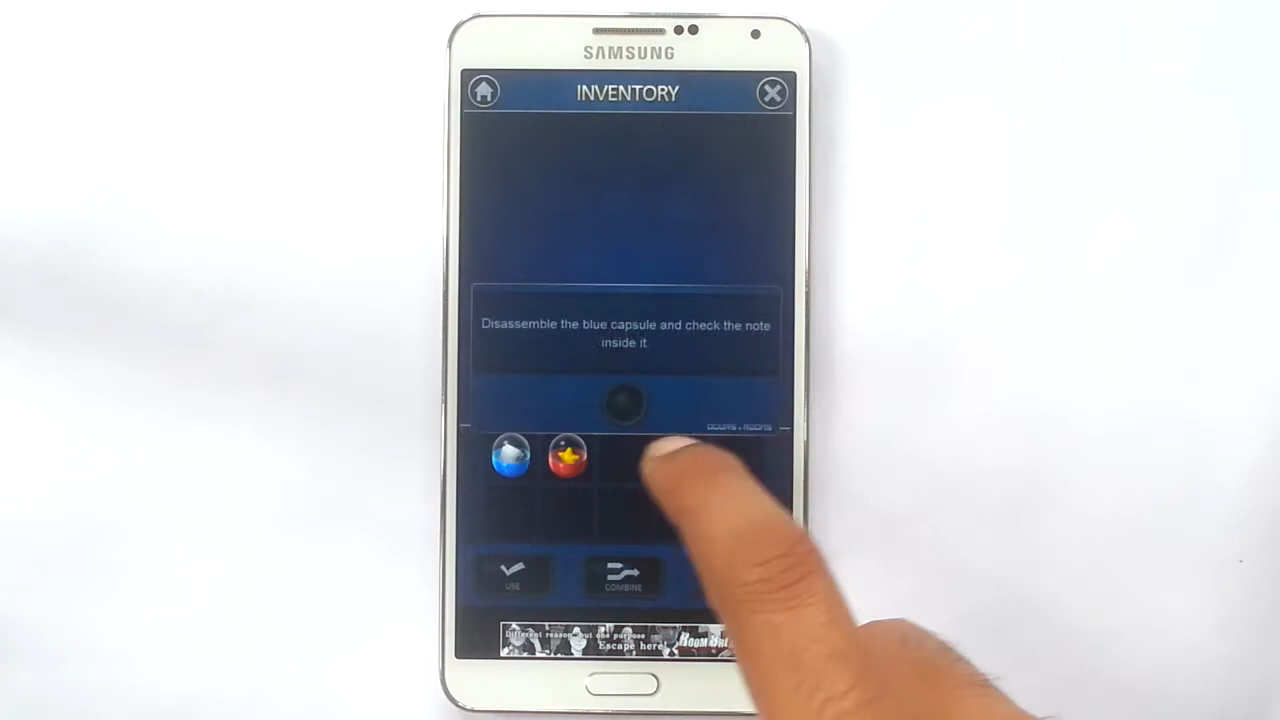 SAMSUNG
INVENTORY
Disassemble the blue capsule and check the note
inside it.
DOORS & ROOMS
USE
COMBINE
Different reason, but one purpose
Escape here!